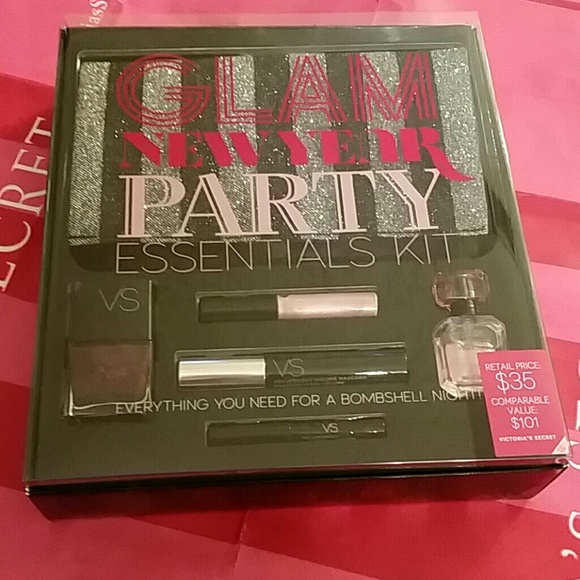 GLAM
NEW YEAR
PARTY
ESSENTIALS KIT
VS
VS
EVERYTHING YOU NEED FOR A BOMBSHELL NIGHT!
VS
RETAIL PRICE:
$35
COMPARABLE
VALUE:
$101
VICTORIA'S SECRET